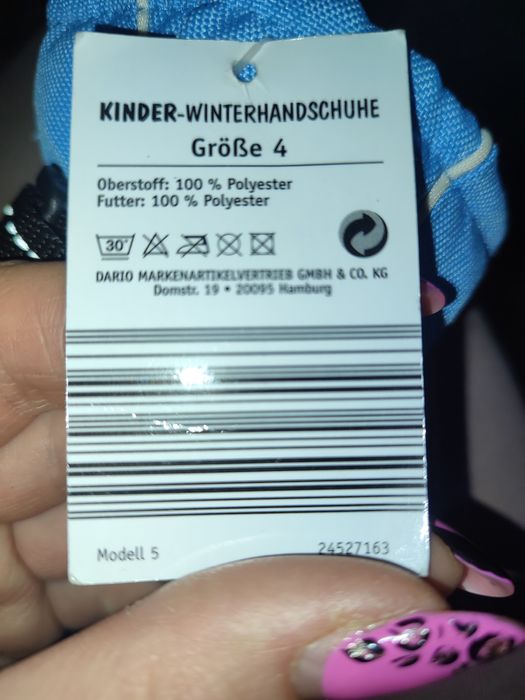 KINDER-WINTERHANDSCHUHE
Größe 4
Oberstoff: 100 % Polyester
Futter: 100 % Polyester
30°
DARIO MARKENARTIKELVERTRIEB GMBH & CO. KG
Domstr. 19 • 20095 Hamburg
Modell 5
24527163